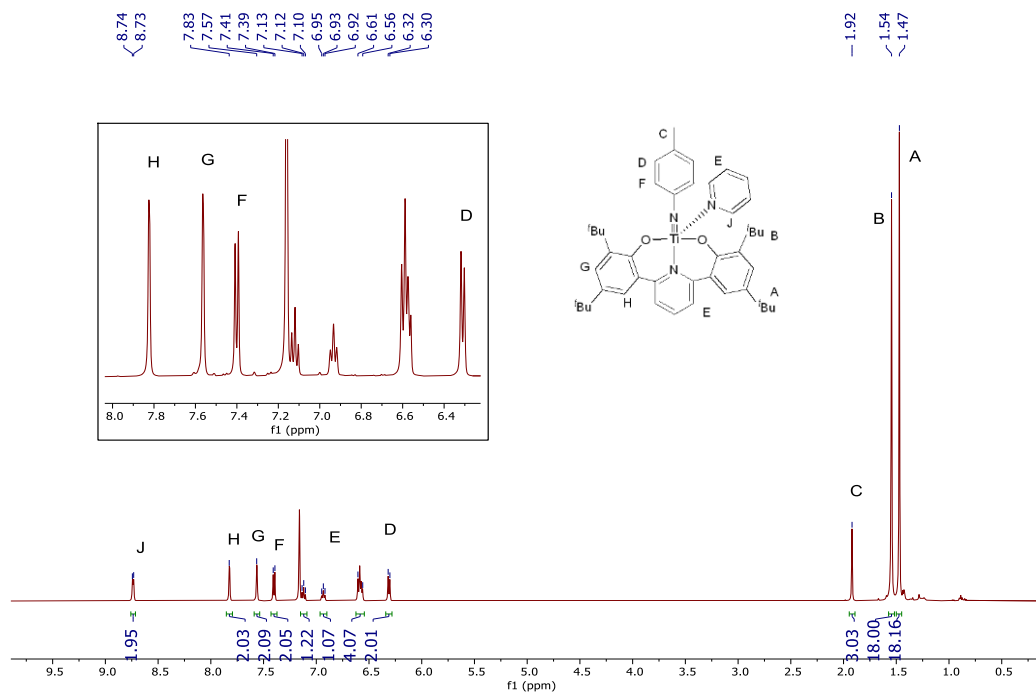 8.74
8.73
7.83
7.57
7.41
7.39
7.13
7.12
7.10
6.95
6.93
6.92
6.61
6.56
6.32
6.30
1.92
1.54
1.47
H
G
F
D
8.0 7.8 7.6 7.4 7.2 7.0 6.8 6.6 6.4
f1 (ppm)
C
D
E
F
N
N
J
tBu
O
Ti
O
tBu
B
G
N
A
tBu
H
E
tBu
A
B
C
J
H
G
F
E
D
1.95
2.03
2.09
2.05
1.22
1.07
4.07
2.01
3.03
18.00
18.16
9.5 9.0 8.5 8.0 7.5 7.0 6.5 6.0 5.5 5.0 4.5 4.0 3.5 3.0 2.5 2.0 1.5 1.0 0.5
f1 (ppm)